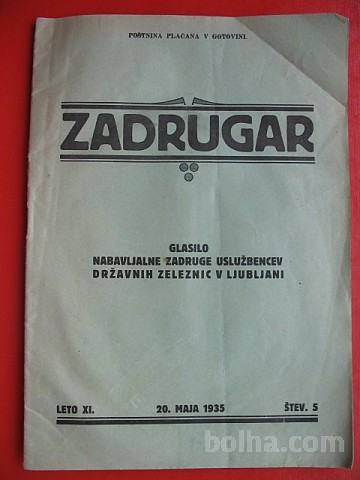 POŠTNINA PLAČANA V GOTOVINI.
ZADRUGAR
GLASILO
NABAVLJALNE ZADRUGE USLUŽBENCEV
DRŽAVNIH ŽELEZNIC V LJUBLJANI
LETO XI. 20. MAJA 1935 ŠTEV. 5
bolha.com